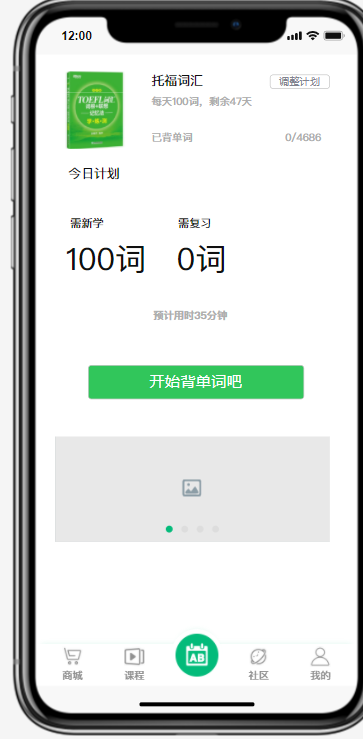 12:00
托福词汇
调整计划
每天100词，剩余47天
TOEFL词汇
已背单词
0/4686
今日计划
需新学
需复习
100词
0词
预计用时35分钟
开始背单词吧
AB
商城
课程
社区
我的